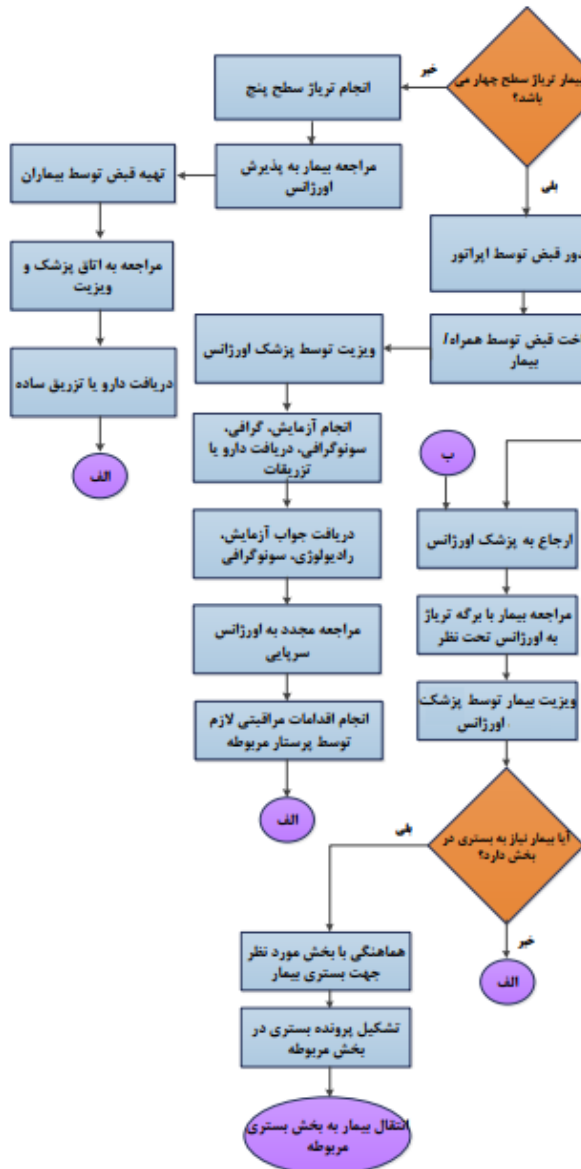 بیمار تریاژ سطح چهار می
باشد؟
خیر
بلی
انجام تریاژ سطح پنج
مراجعه بیمار به پذیرش
اورژانس
تهیه قبض توسط بیماران
مراجعه به اتاق پزشک و
ویزیت
دریافت دارو یا تزریق ساده
الف
قبض توسط اپراتور
قبض توسط همراه/
بیمار
ویزیت توسط پزشک اورژانس
انجام آزمایش، گرافی،
سونوگرافی، دریافت دارو یا
تزریقات
دریافت جواب آزمایش،
رادیولوژی، سونوگرافی
مراجعه مجدد به اورژانس
سرپایی
انجام اقدامات مراقبتی لازم
توسط پرستار مربوطه
الف
ب
ارجاع به پزشک اورژانس
مراجعه بیمار با برگه تریاژ
به اورژانس تحت نظر
ویزیت بیمار توسط پزشک
اورژانس
آیا بیمار نیاز به بستری در
بخش دارد؟
بلی
خیر
الف
هماهنگی با بخش مورد نظر
جهت بستری بیمار
تشکیل پرونده بستری در
بخش مربوطه
انتقال بیمار به بخش بستری
مربوطه